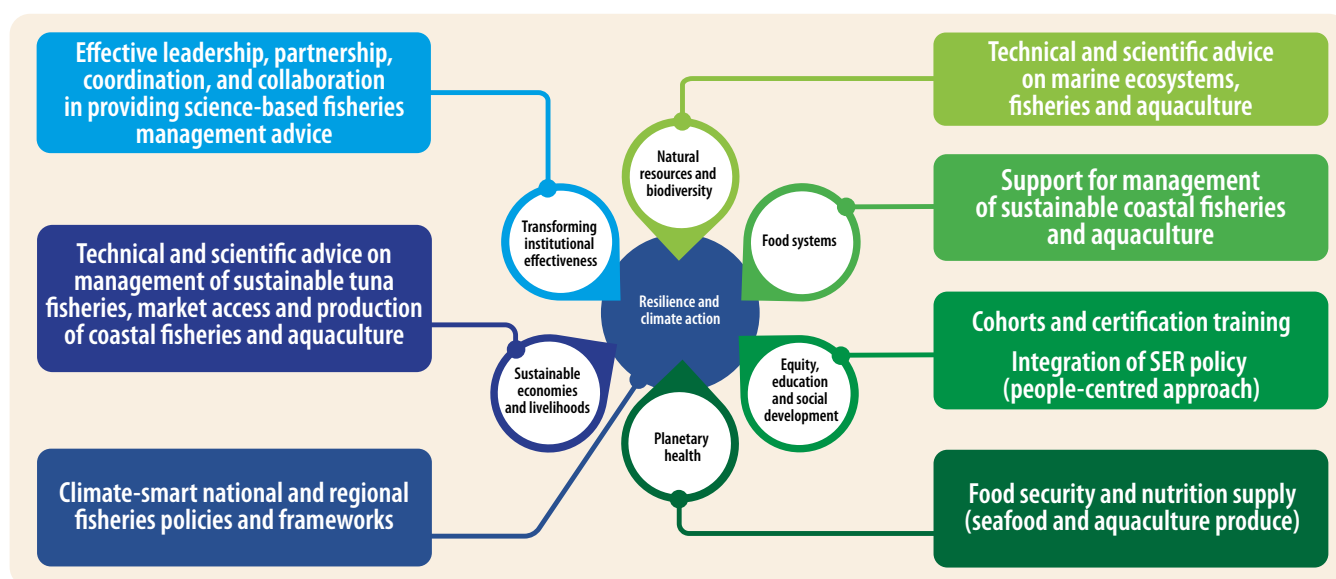 Effective leadership, partnership,
coordination, and collaboration
in providing science-based fisheries
management advice
Technical and scientific advice on
management of sustainable tuna
fisheries, market access and production
of coastal fisheries and aquaculture
Climate-smart national and regional
fisheries policies and frameworks
Natural
resources and
biodiversity
Transforming
institutional
effectiveness
Food systems
Resilience and
climate action
Sustainable
economies
and livelihoods
Equity,
education
and social
development
Planetary
health
Technical and scientific advice
on marine ecosystems,
fisheries and aquaculture
Support for management
of sustainable coastal fisheries
and aquaculture
Cohorts and certification training
Integration of SER policy
(people-centred approach)
Food security and nutrition supply
(seafood and aquaculture produce)